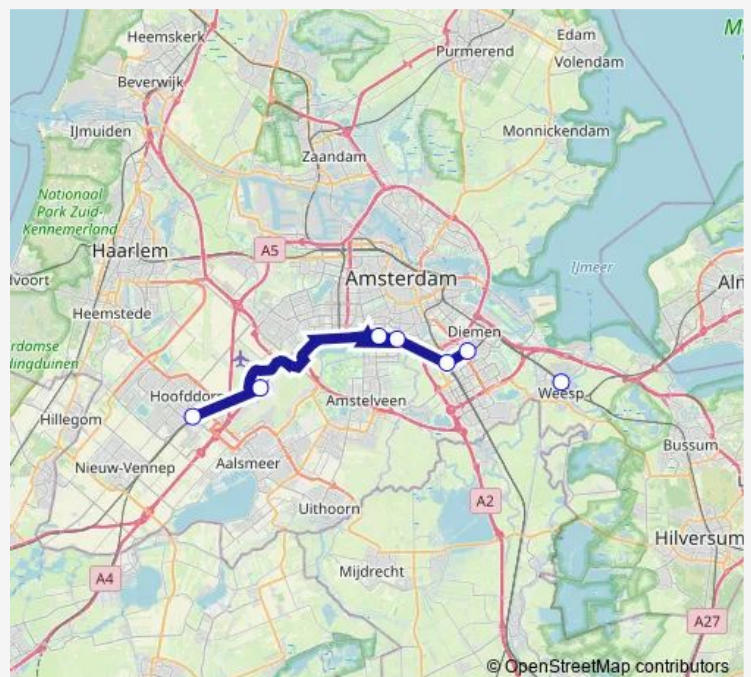 Heemskerk
Edam
Volendam
Purmerend
Beverwijk
IJmuiden
Monnickendam
Zaandam
Nationaal
Park Zuid-
Kennemerland
Haarlem
A5
IJmeer
Amsterdam
Heemstede
Diemen
Hoofddor
Weesp
Hillegom
Amstelveen
Bussum
Nieuw-Vennep
Aalsmeer
Uithoorn
A2
Hilversum
A4
Mijdrecht
A27
© OpenStreetMap contributors